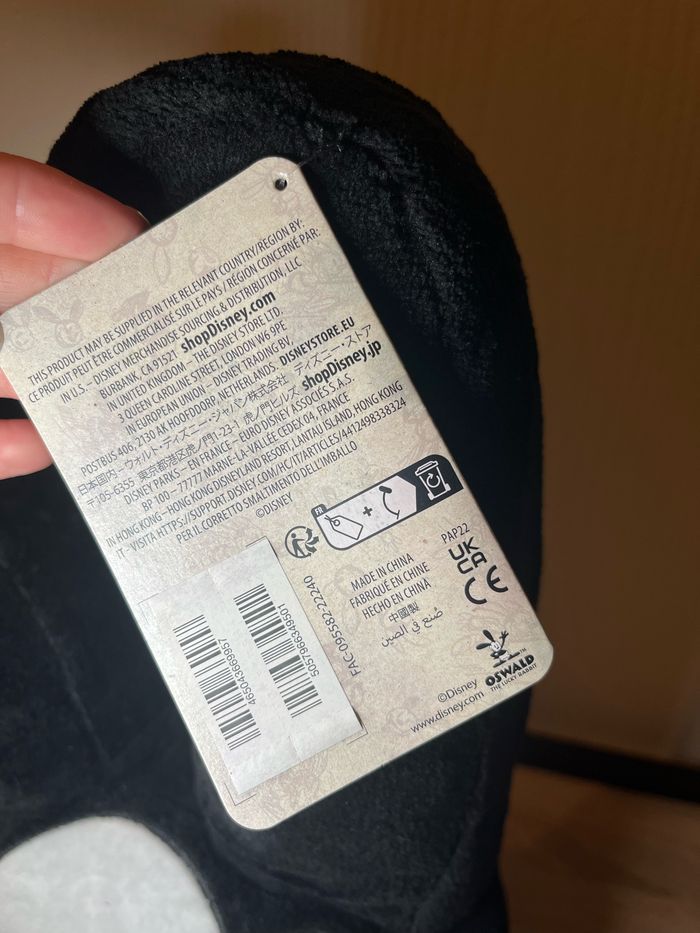 THIS PRODUCT MAY BE SUPPLIED IN THE RELEVANT COUNTRY/REGION BY:
CE PRODUIT PEUT ÊTRE COMMERCIALISÉ SUR LE PAYS / RÉGION CONCERNÉ PAR:
IN U.S. – DISNEY MERCHANDISE SOURCING & DISTRIBUTION, LLC
BURBANK, CA 91521 shopDisney.com
IN UNITED KINGDOM – THE DISNEY STORE LTD.
3 QUEEN CAROLINE STREET, LONDON W6 9PE
IN EUROPEAN UNION – DISNEY TRADING BV,
POSTBUS 406, 2130 AK HOOFDDORP, NETHERLANDS. DISNEYSTORE.EU
日本国内－ウォルト・ディズニー・ジャパン株式会社 ディズニーストア
〒105-6355 東京都港区虎ノ門1-23-1 虎ノ門ヒルズ shopDisney.jp
DISNEY PARKS – EN FRANCE – EURO DISNEY ASSOCIÉS S.A.S.
BP 100 – 77777 MARNE-LA-VALLÉE CEDEX 04, FRANCE
IN HONG KONG – HONG KONG DISNEYLAND RESORT, LANTAU ISLAND, HONG KONG
IT - VISITA HTTPS://SUPPORT.DISNEY.COM/HC/IT/ARTICLES/4412498338324
PER IL CORRETTO SMALTIMENTO DELL'IMBALLO
©DISNEY
FR
+
PAP22
UK
CA
CE
MADE IN CHINA
FABRIQUÉ EN CHINE
HECHO EN CHINA
中國製
صُنع في الصين
FAC-095582-22240
5057966349501
4650436669957
OSWALD™
THE LUCKY RABBIT
©Disney
www.disney.com